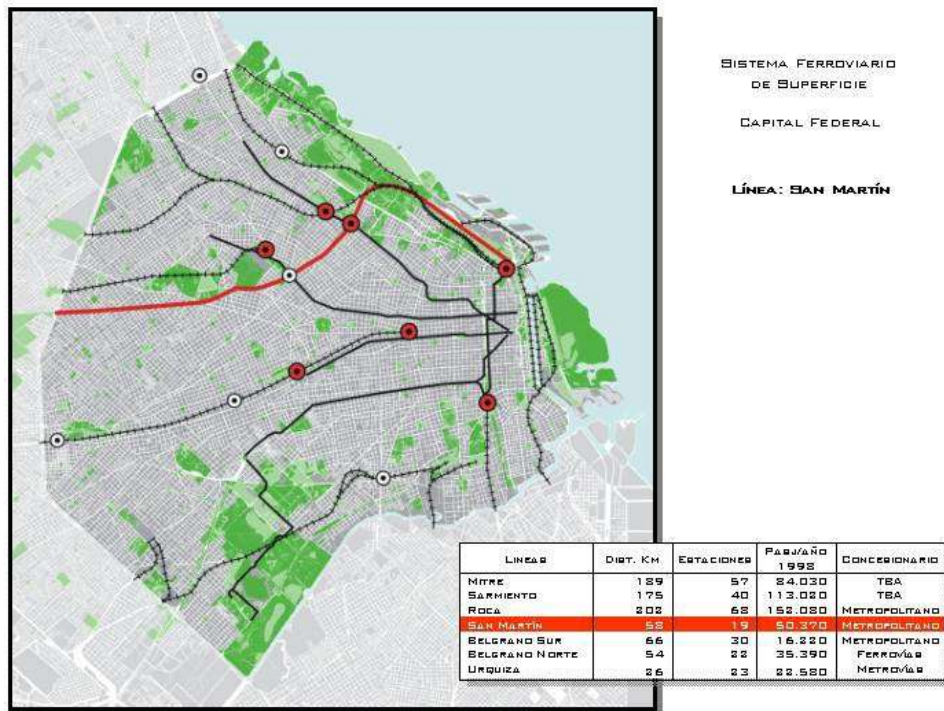 SISTEMA FERROVIARIO
DE SUPERFICIE
CAPITAL FEDERAL
LÍNEA: SAN MARTÍN
LINEAS DIST. KM ESTACIONES PASJ/AÑO 1998 CONCESIONARIO
MITRE 189 57 84.030 TBA
SARMIENTO 175 40 113.020 TBA
ROCA 202 68 152.080 METROPOLITANO
SAN MARTÍN 58 19 50.370 METROPOLITANO
BELGRANO SUR 66 30 16.220 METROPOLITANO
BELGRANO NORTE 54 22 35.390 FERROVÍAS
URQUIZA 26 23 22.580 METROVÍAS